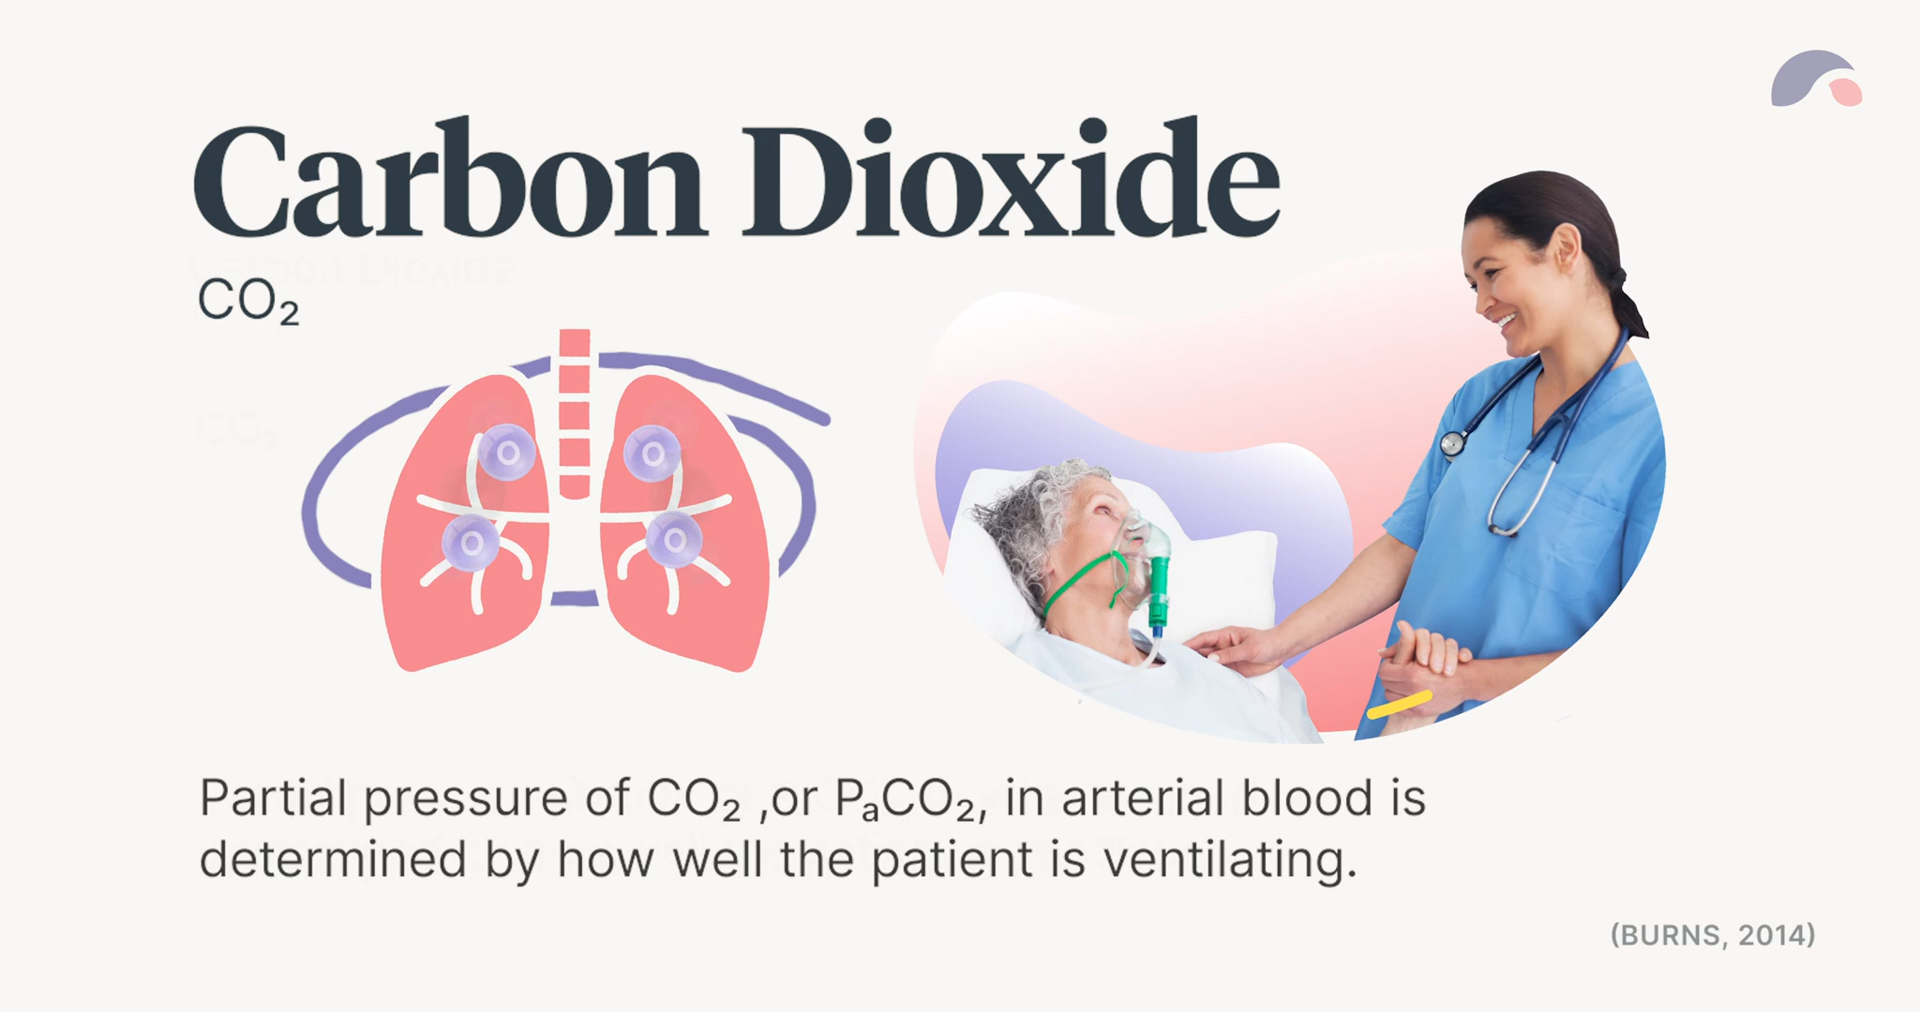 Carbon Dioxide
CO₂
O O
O O
Partial pressure of CO₂ ,or PₐCO₂, in arterial blood is
determined by how well the patient is ventilating.
(BURNS, 2014)